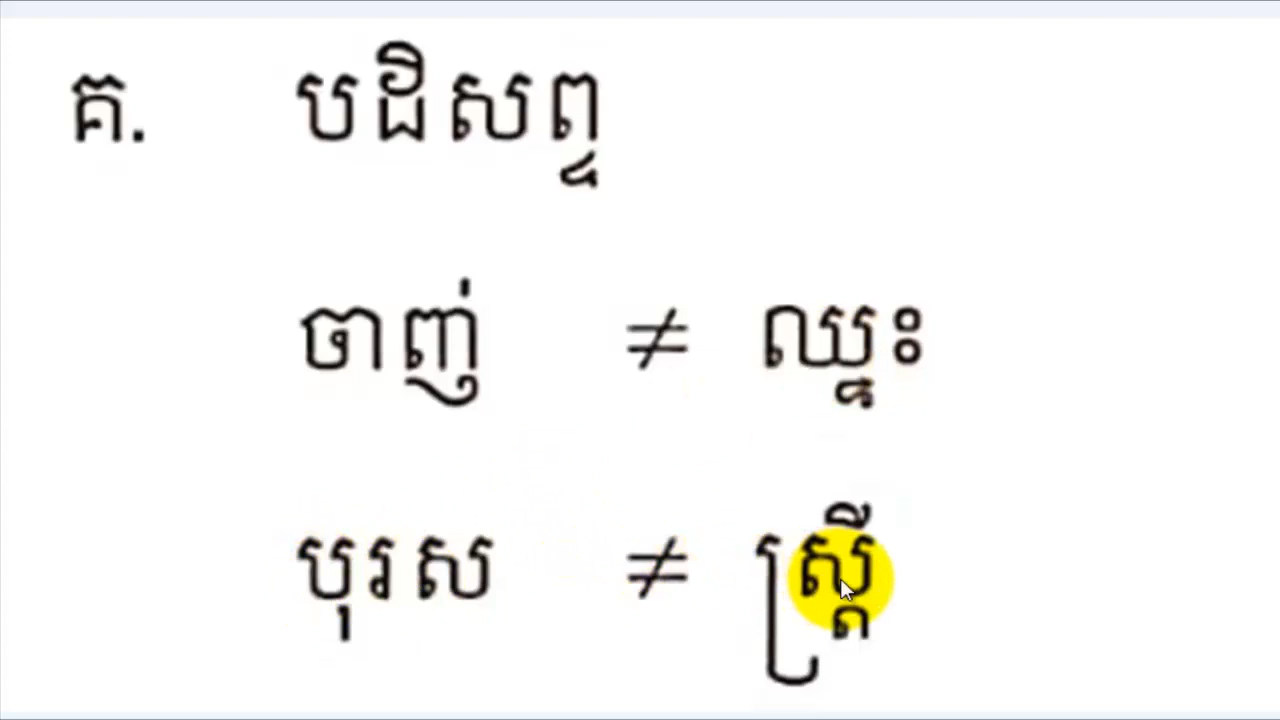 គ. បដិសព្ទ
ចាញ់ ≠ ឈ្នះ
បុរស ≠ ស្ត្រី